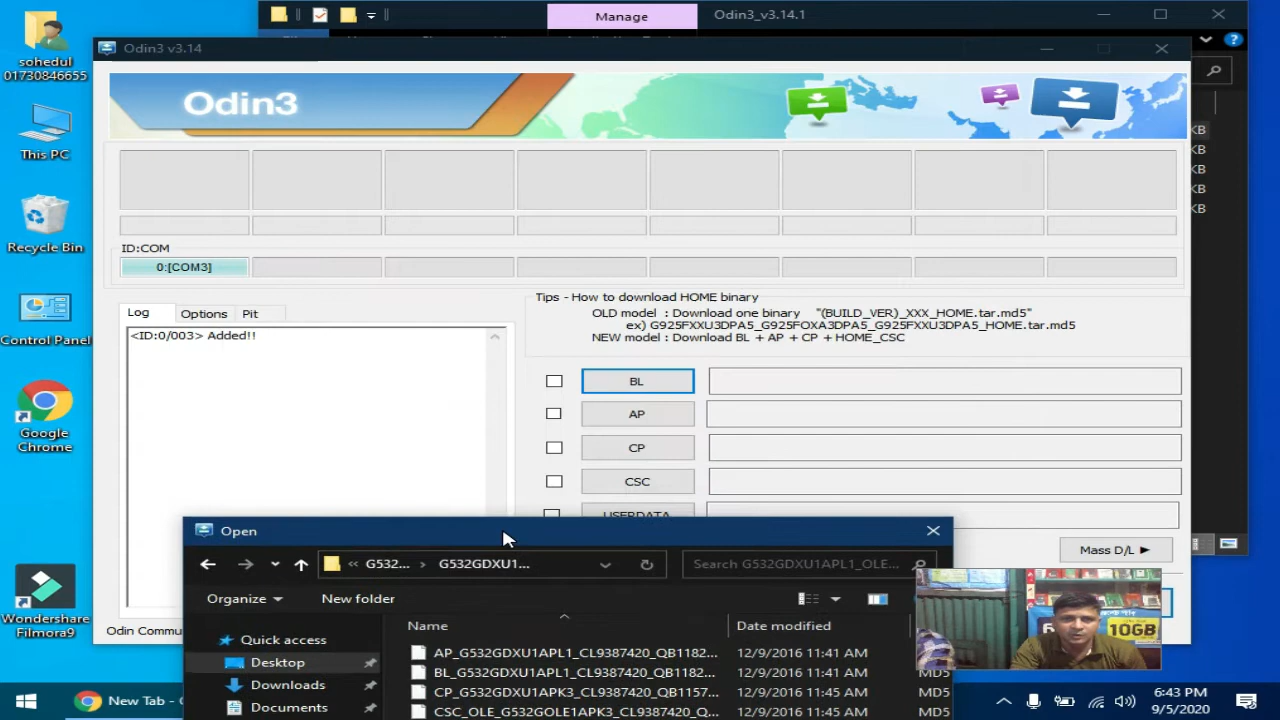 Manage
Odin3_v3.14.1
sohedul
01730846655
Odin3 v3.14
Odin3
KB
KB
KB
KB
KB
This PC
Recycle Bin
ID:COM
0:[COM3]
Control Panel
Log
Options
Pit
<ID:0/003> Added!!
Tips - How to download HOME binary
OLD model : Download one binary "(BUILD_VER)_XXX_HOME.tar.md5"
ex) G925FXXU3DPA5_G925FOXA3DPA5_G925FXXU3DPA5_HOME.tar.md5
NEW model : Download BL + AP + CP + HOME_CSC
BL
AP
CP
CSC
USERDATA
Google
Chrome
Mass D/L ►
Open
« G532... › G532GDXU1...
Search G532GDXU1APL1_OLE...
Organize
New folder
Name
Date modified
Quick access
Desktop
Downloads
Documents
AP_G532GDXU1APL1_CL9387420_QB1182... 12/9/2016 11:41 AM
BL_G532GDXU1APL1_CL9387420_QB1182... 12/9/2016 11:41 AM MD5
CP_G532GDXU1APK3_CL9387420_QB1157... 12/9/2016 11:45 AM MD5
CSC_OLE_G532GOLE1APK3_CL9387420_QB... 12/9/2016 11:45 AM MD5
Wondershare
Filmora9
Odin Commu
10GB
New Tab -
6:43 PM
9/5/2020